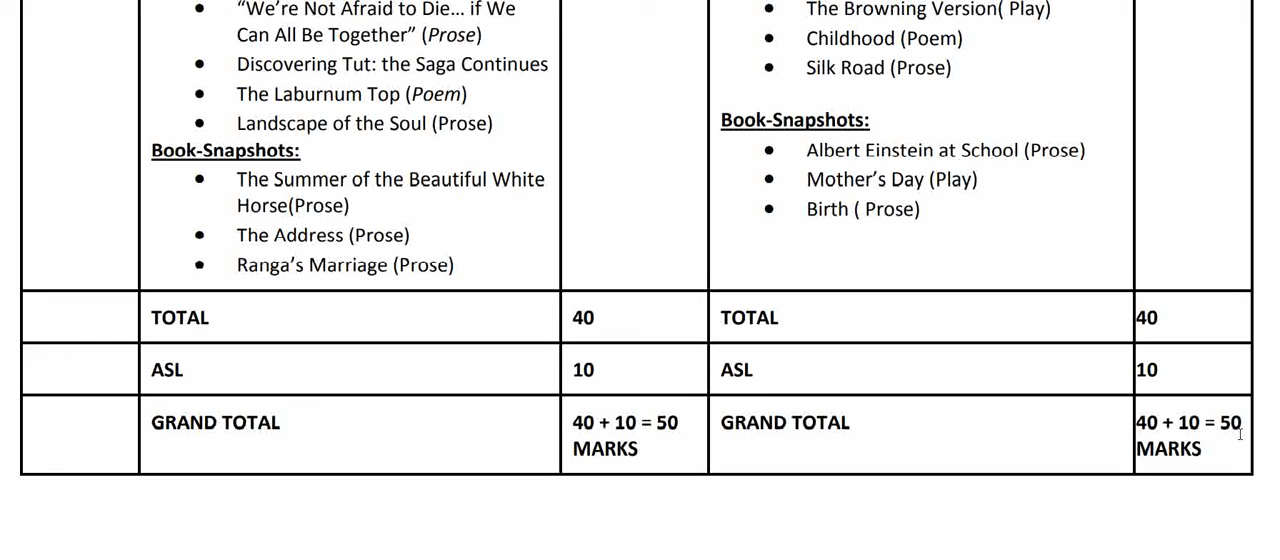 “We’re Not Afraid to Die… if We
Can All Be Together” (Prose)
• Discovering Tut: the Saga Continues
• The Laburnum Top (Poem)
• Landscape of the Soul (Prose)
Book-Snapshots:
• The Summer of the Beautiful White
Horse(Prose)
• The Address (Prose)
• Ranga’s Marriage (Prose)
• The Browning Version( Play)
• Childhood (Poem)
• Silk Road (Prose)
Book-Snapshots:
• Albert Einstein at School (Prose)
• Mother’s Day (Play)
• Birth ( Prose)
TOTAL 40 TOTAL 40
ASL 10 ASL 10
GRAND TOTAL 40 + 10 = 50 GRAND TOTAL 40 + 10 = 50
MARKS MARKS